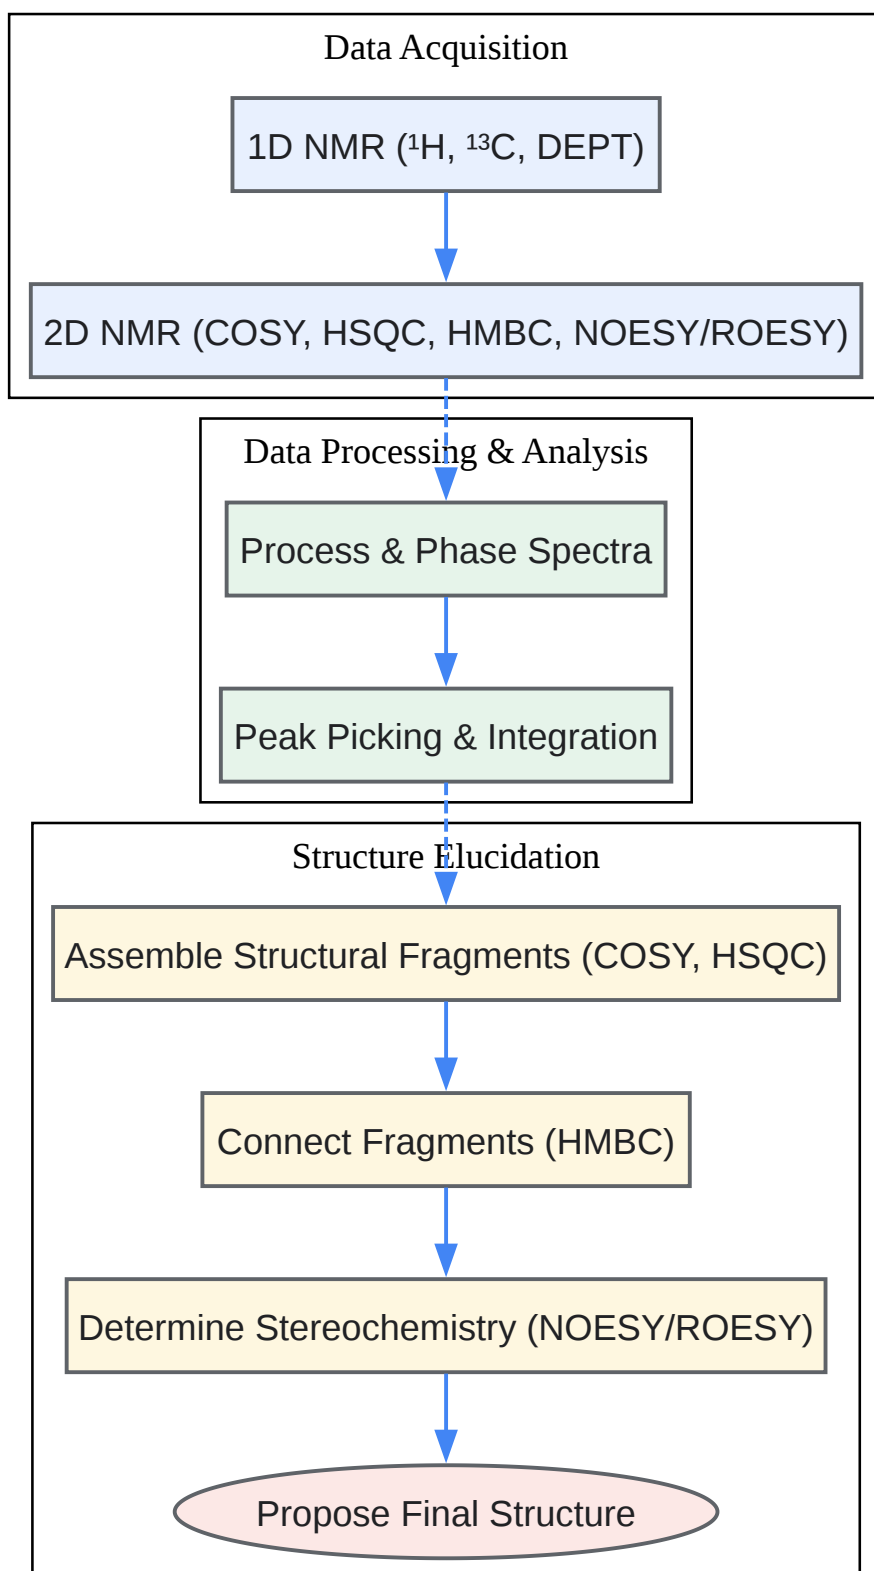 Data Acquisition
1D NMR (¹H, ¹³C, DEPT)
2D NMR (COSY, HSQC, HMBC, NOESY/ROESY)
Data Processing & Analysis
Process & Phase Spectra
Peak Picking & Integration
Structure Elucidation
Assemble Structural Fragments (COSY, HSQC)
Connect Fragments (HMBC)
Determine Stereochemistry (NOESY/ROESY)
Propose Final Structure